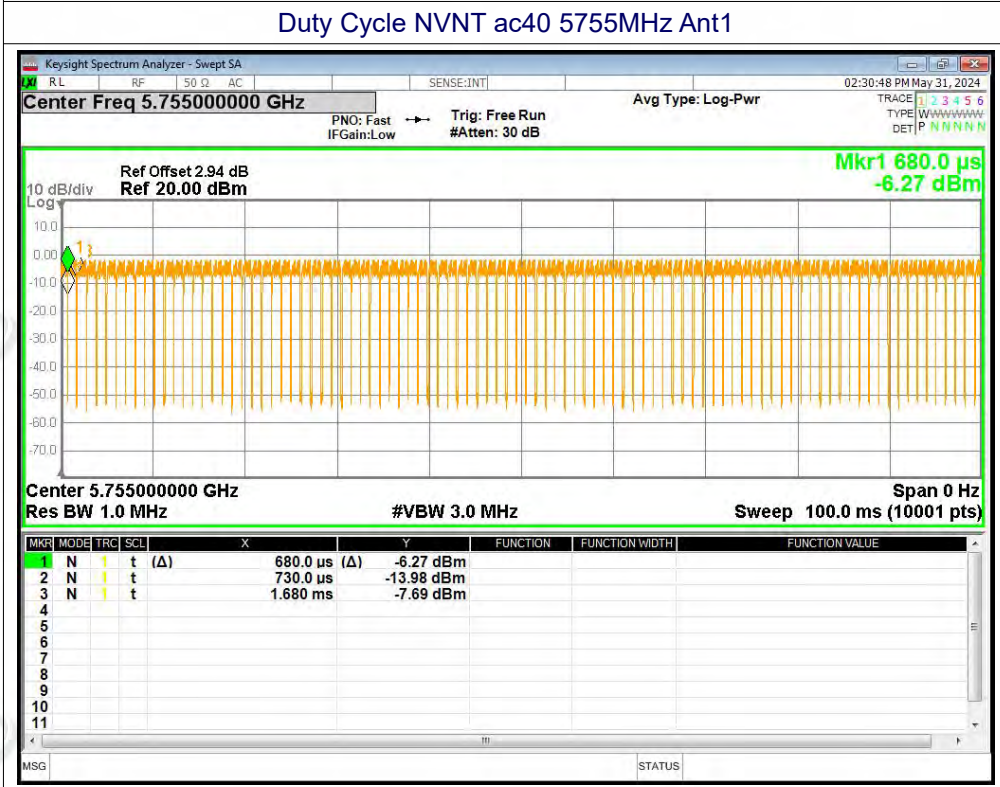 Duty Cycle NVNT ac40 5755MHz Ant1
Keysight Spectrum Analyzer - Swept SA
LXI RL RF 50 Ω AC SENSE:INT 02:30:48 PM May 31, 2024
Center Freq 5.755000000 GHz Avg Type: Log-Pwr TRACE 1 2 3 4 5 6
PNO: Fast Trig: Free Run TYPE WWWWWW
IFGain:Low #Atten: 30 dB DET P N N N N N
Mkr1 680.0 µs
Ref Offset 2.94 dB
10 dB/div Ref 20.00 dBm -6.27 dBm
Log
10.0
1 3
0.00
-10.0
-20.0
-30.0
-40.0
-50.0
-60.0
-70.0
Center 5.755000000 GHz Span 0 Hz
Res BW 1.0 MHz #VBW 3.0 MHz Sweep 100.0 ms (10001 pts)
MKR MODE TRC SCL X Y FUNCTION FUNCTION WIDTH FUNCTION VALUE
1 N 1 t (Δ) 680.0 µs (Δ) -6.27 dBm
2 N 1 t 730.0 µs -13.98 dBm
3 N 1 t 1.680 ms -7.69 dBm
4
5
6
7
8
9
10
11
MSG STATUS